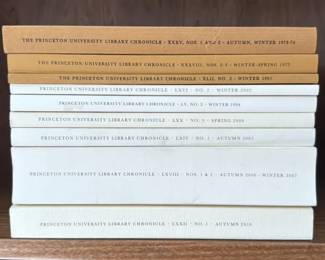 THE PRINCETON UNIVERSITY LIBRARY CHRONICLE · XXXV, NOS. 1 AND 2 · AUTUMN, WINTER 1973-74
THE PRINCETON UNIVERSITY LIBRARY CHRONICLE · XXXVIII, NOS. 2-3 · WINTER-SPRING 1977
THE PRINCETON UNIVERSITY LIBRARY CHRONICLE · XLII, NO. 2 · WINTER 1981
PRINCETON UNIVERSITY LIBRARY CHRONICLE · LXVI · NO. 2 · WINTER 2005
PRINCETON UNIVERSITY LIBRARY CHRONICLE · LV, NO. 2 · WINTER 1994
PRINCETON UNIVERSITY LIBRARY CHRONICLE · LXX · NO. 3 · SPRING 2009
PRINCETON UNIVERSITY LIBRARY CHRONICLE · LXIV · NO. 1 · AUTUMN 2002
PRINCETON UNIVERSITY LIBRARY CHRONICLE · LXVIII · NOS. 1 & 2 · AUTUMN 2006 – WINTER 2007
PRINCETON UNIVERSITY LIBRARY CHRONICLE · LXXII · NO. 1 · AUTUMN 2010